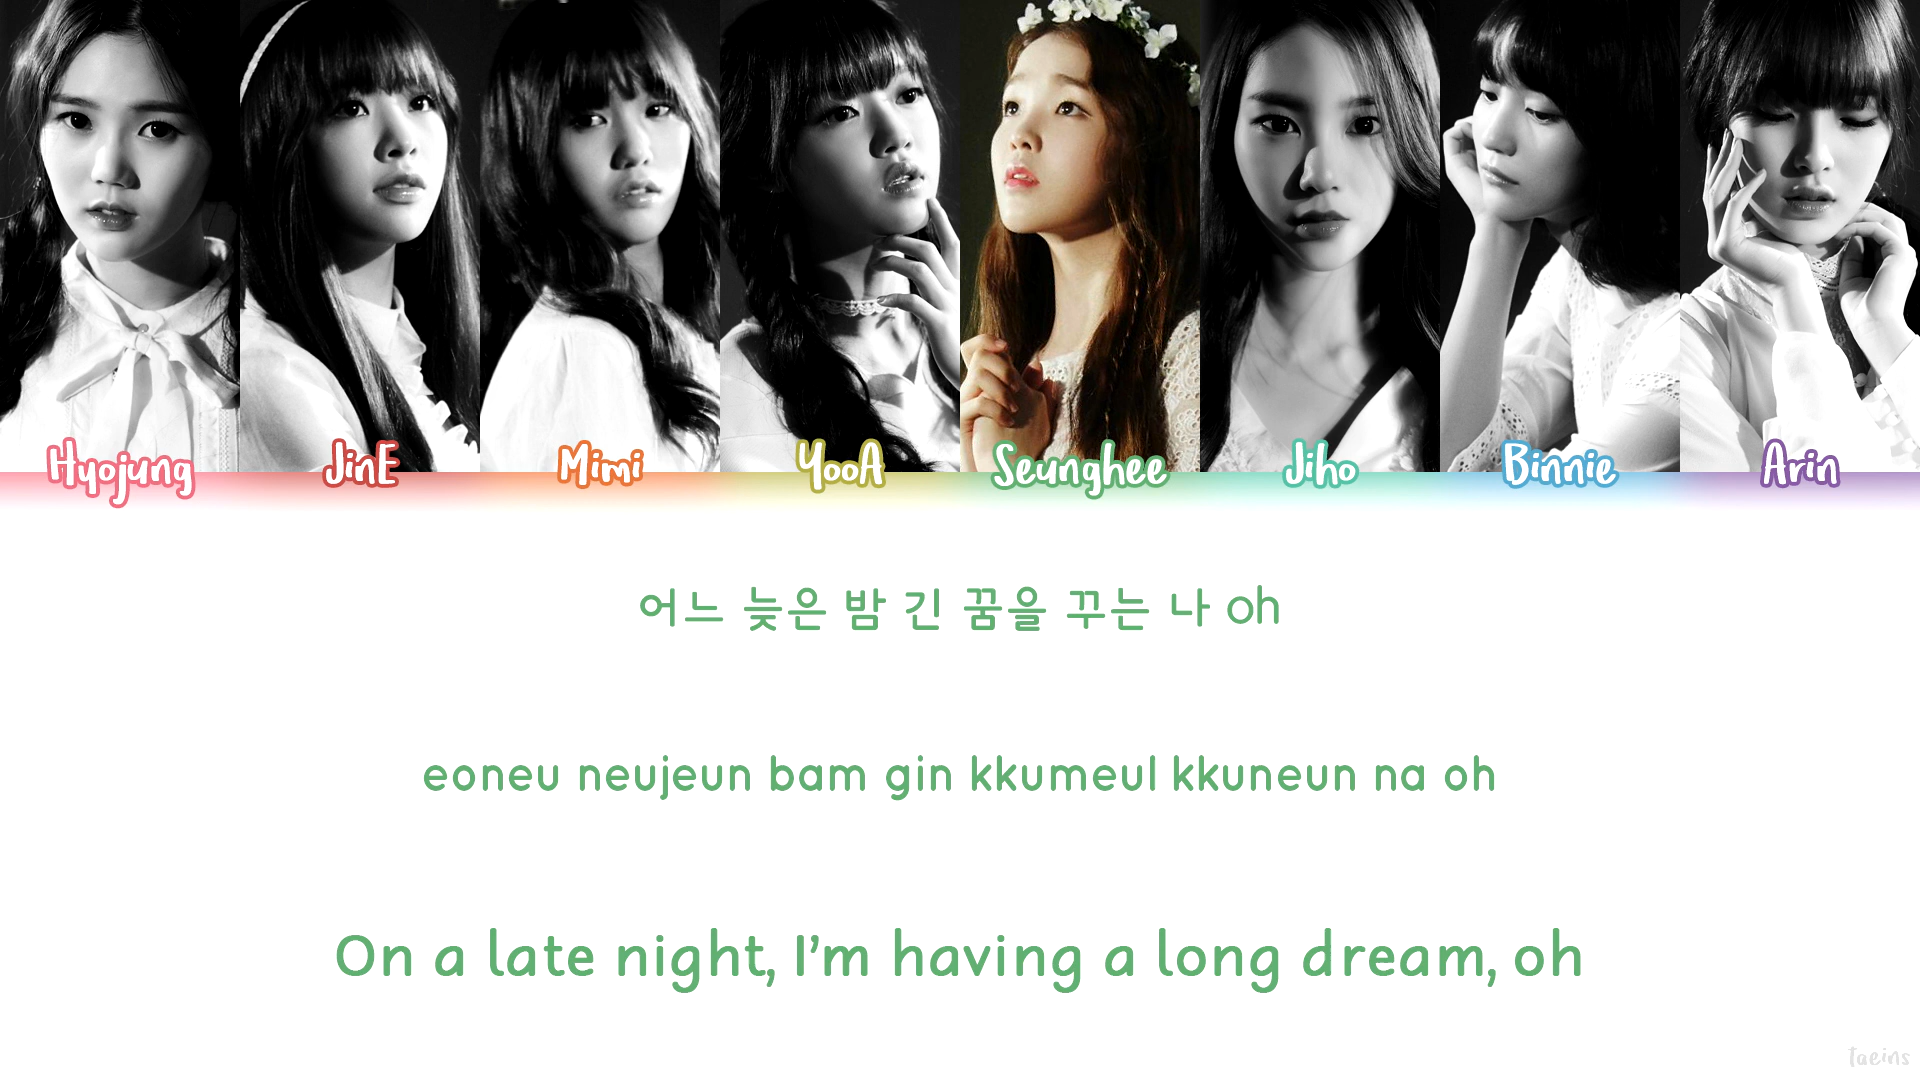 Hyojung JinE Mimi YooA Seunghee Jiho Binnie Arin
어느 늦은 밤 긴 꿈을 꾸는 나 oh
eoneu neujeun bam gin kkumeul kkuneun na oh
On a late night, I'm having a long dream, oh
taeins